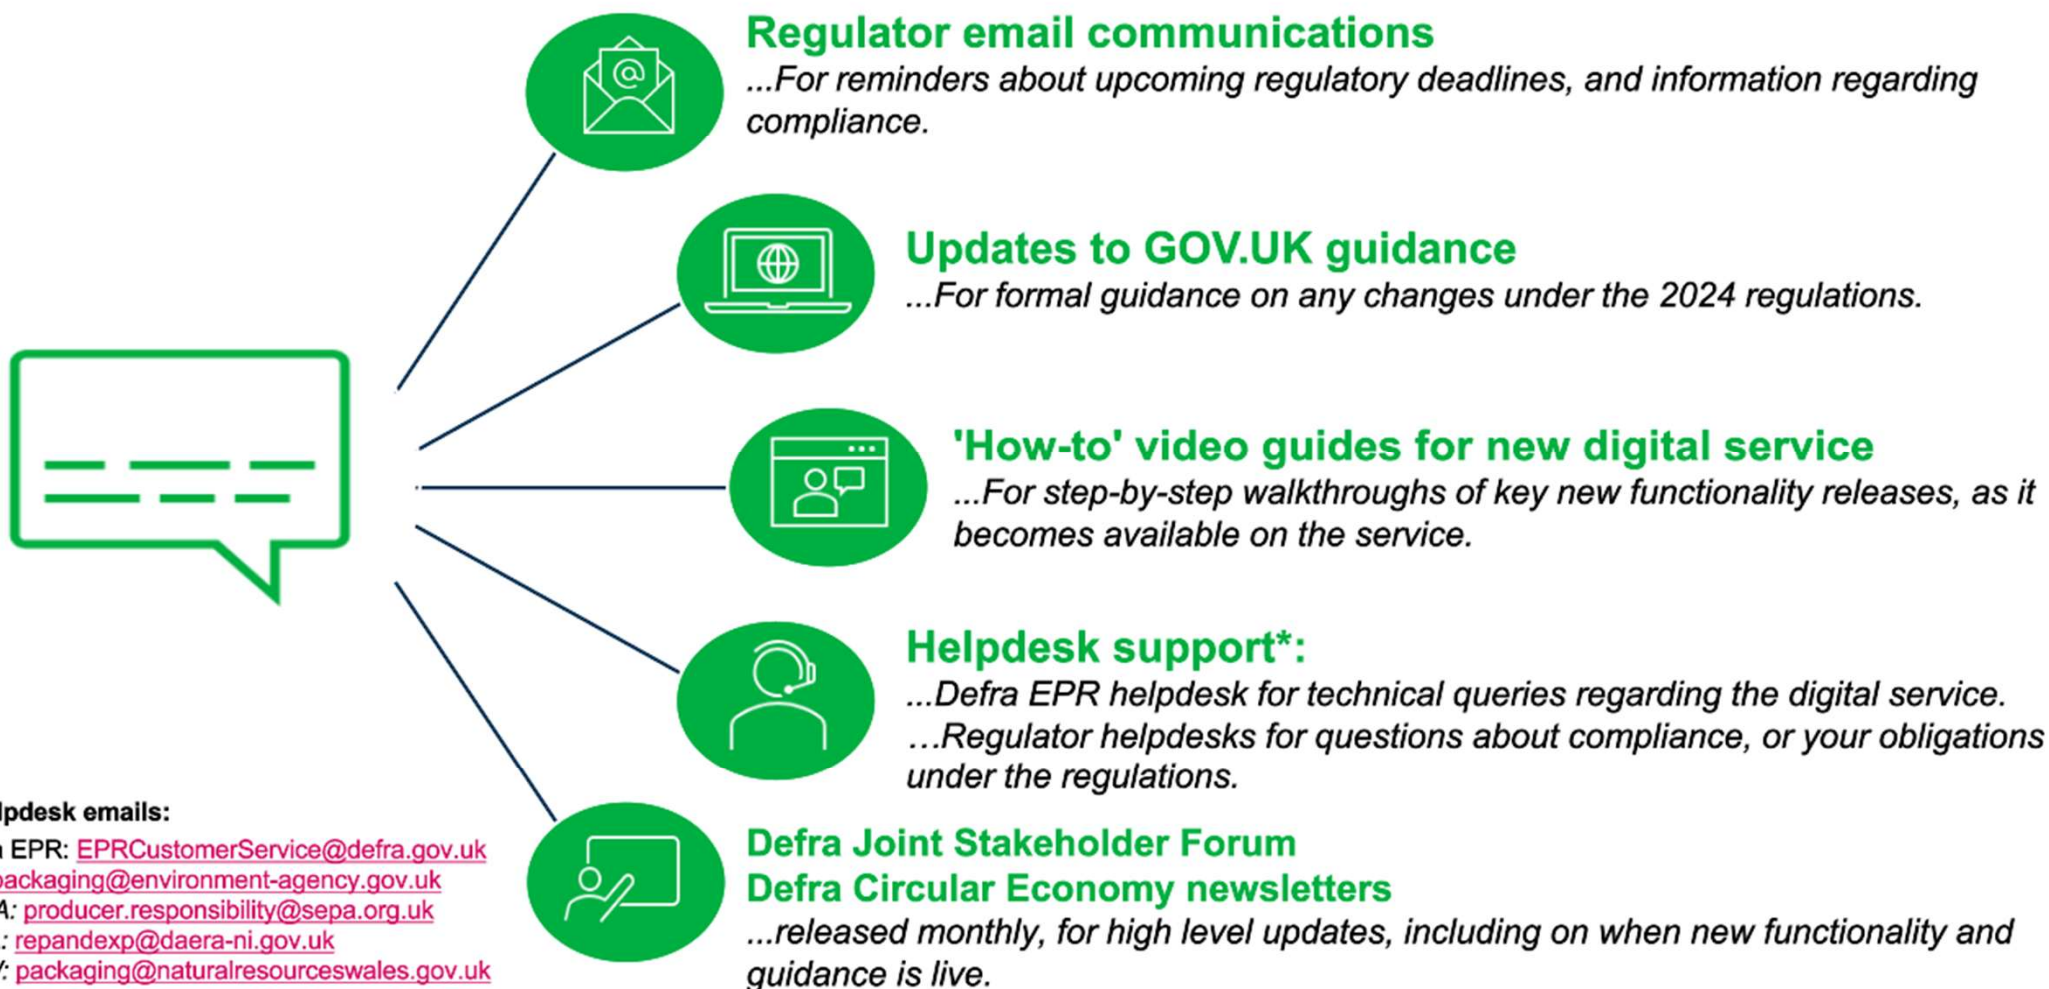 Regulator email communications
...For reminders about upcoming regulatory deadlines, and information regarding
compliance.
Updates to GOV.UK guidance
...For formal guidance on any changes under the 2024 regulations.
'How-to' video guides for new digital service
...For step-by-step walkthroughs of key new functionality releases, as it
becomes available on the service.
Helpdesk support*:
...Defra EPR helpdesk for technical queries regarding the digital service.
...Regulator helpdesks for questions about compliance, or your obligations
under the regulations.
Defra Joint Stakeholder Forum
Defra Circular Economy newsletters
...released monthly, for high level updates, including on when new functionality and
guidance is live.
emails:
EPR: EPRCustomerService@defra.gov.uk
packaging@environment-agency.gov.uk
producer.responsibility@sepa.org.uk
repandexp@daera-ni.gov.uk
packaging@naturalresourceswales.gov.uk